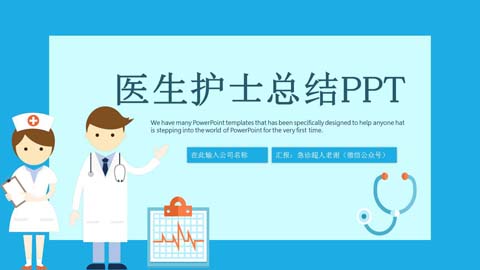 医生护士总结PPT
We have many PowerPoint templates that has been specifically designed to help anyone hat
is stepping into the world of PowerPoint for the very first time.
在此输入公司名称
汇报：急诊超人老谢（微信公众号）